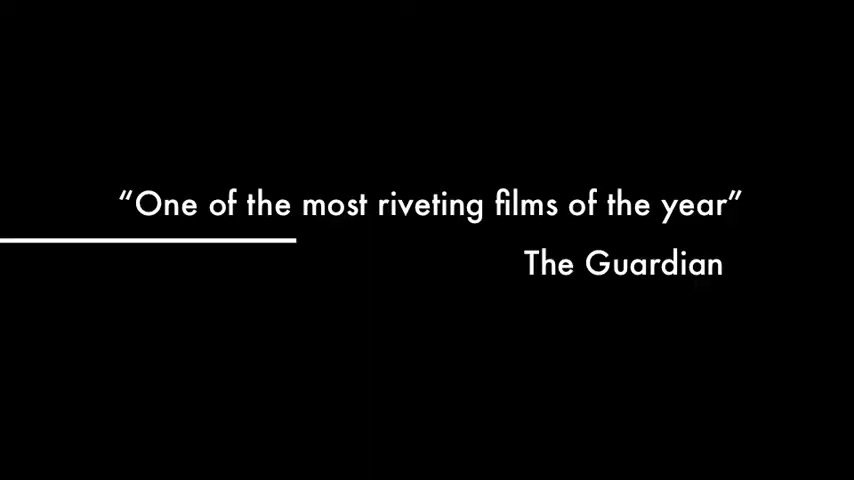 “One of the most riveting films of the year”
The Guardian